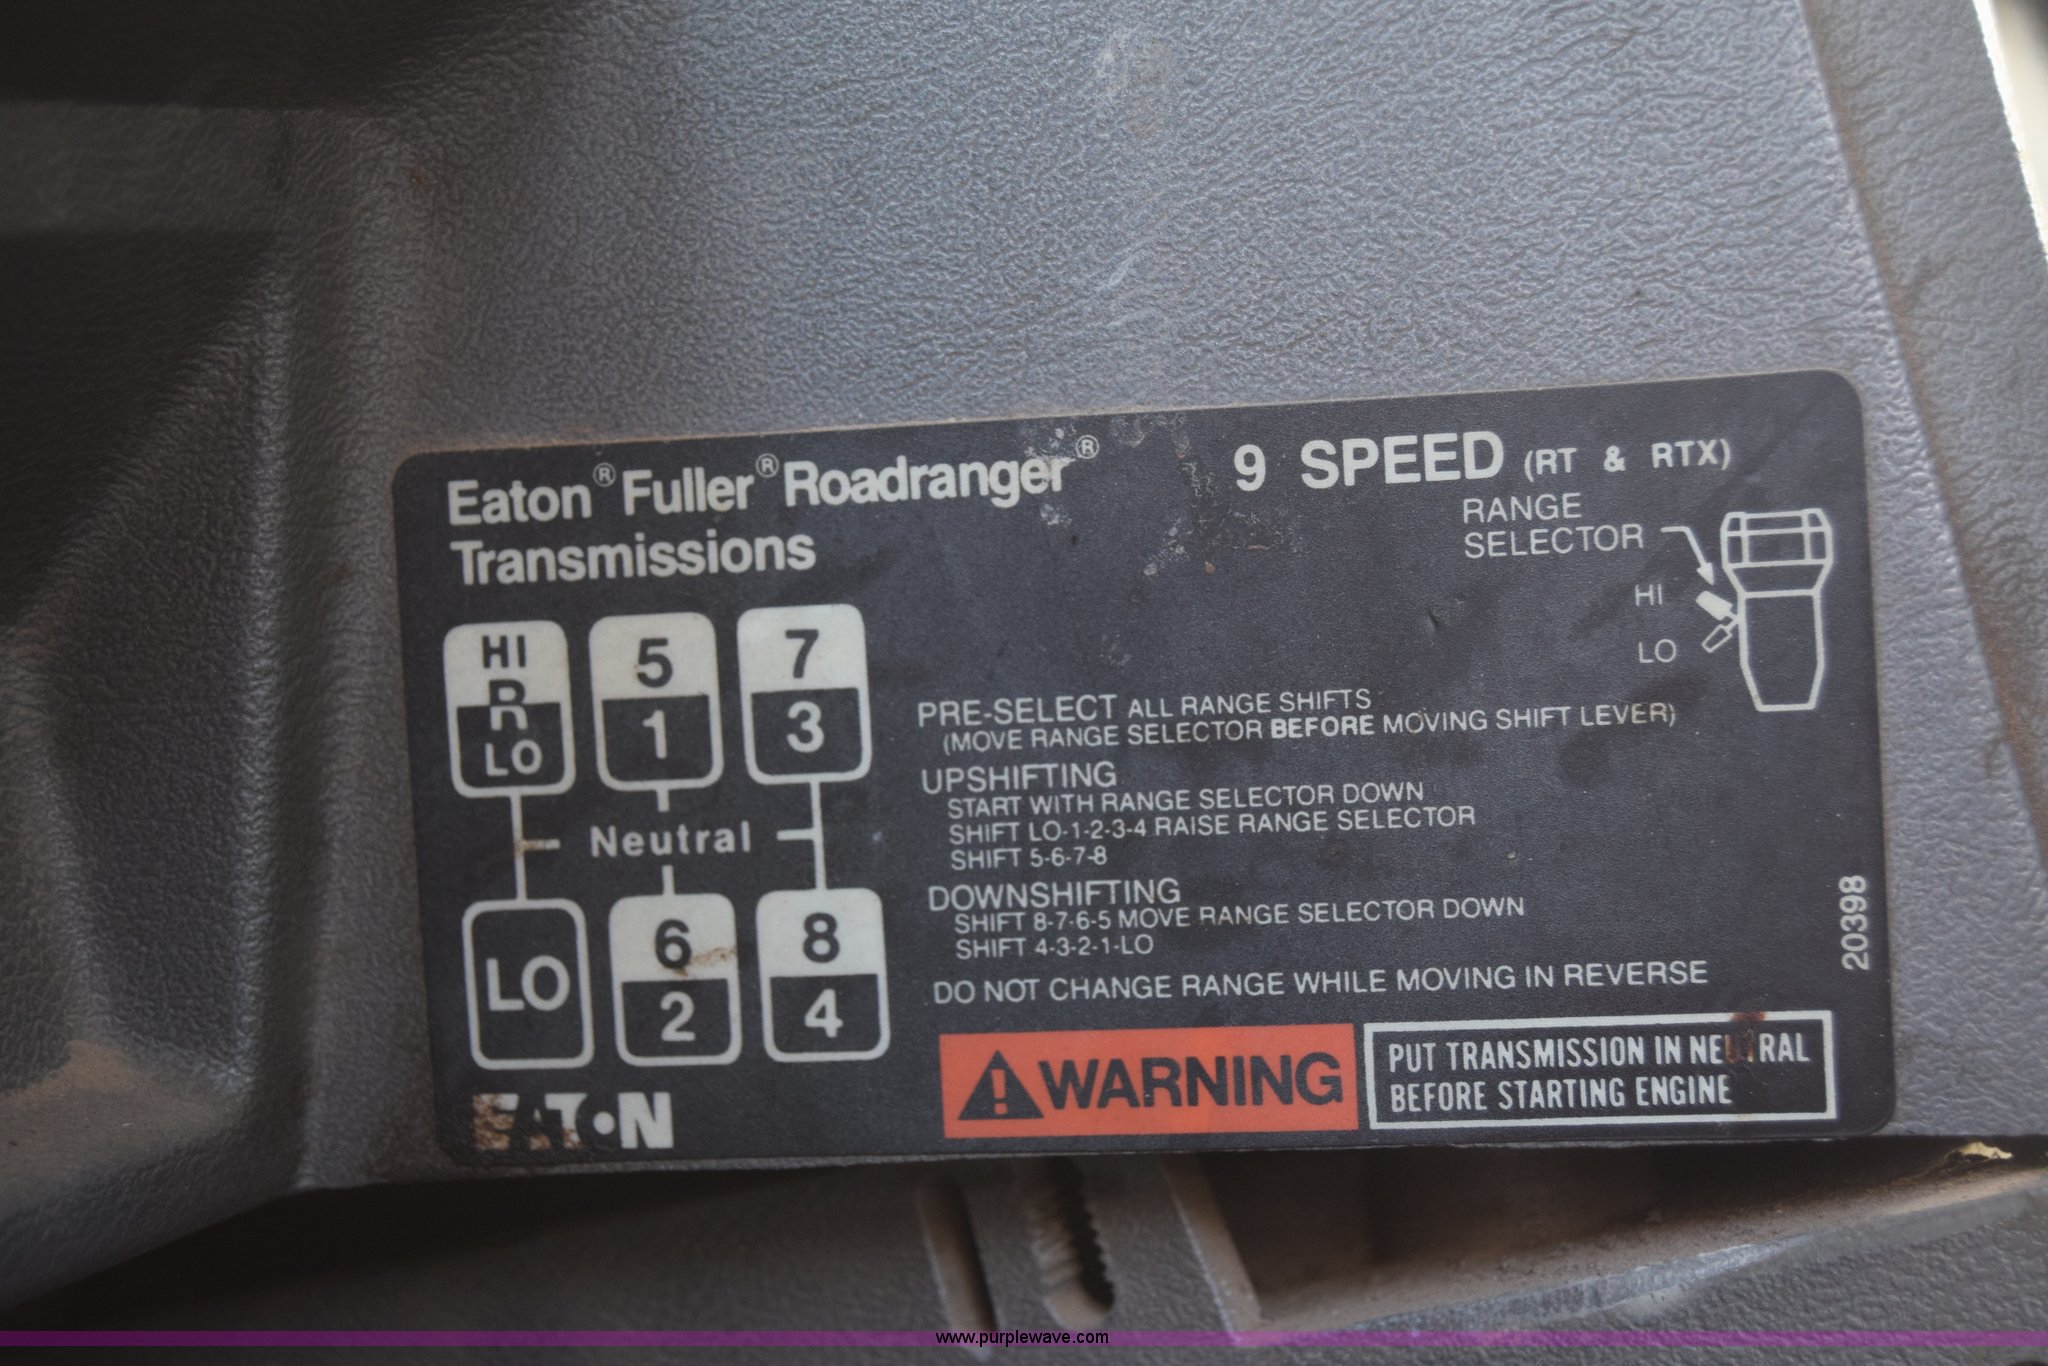 Eaton® Fuller® Roadranger®
Transmissions
9 SPEED (RT & RTX)
RANGE
SELECTOR
HI
LO
HI
R
R
LO
5
1
7
3
Neutral
LO
6
2
8
4
PRE-SELECT ALL RANGE SHIFTS
(MOVE RANGE SELECTOR BEFORE MOVING SHIFT LEVER)
UPSHIFTING
START WITH RANGE SELECTOR DOWN
SHIFT LO-1-2-3-4 RAISE RANGE SELECTOR
SHIFT 5-6-7-8
DOWNSHIFTING
SHIFT 8-7-6-5 MOVE RANGE SELECTOR DOWN
SHIFT 4-3-2-1-LO
DO NOT CHANGE RANGE WHILE MOVING IN REVERSE
20398
WARNING
PUT TRANSMISSION IN NEUTRAL
BEFORE STARTING ENGINE
EATON
www.purplewave.com